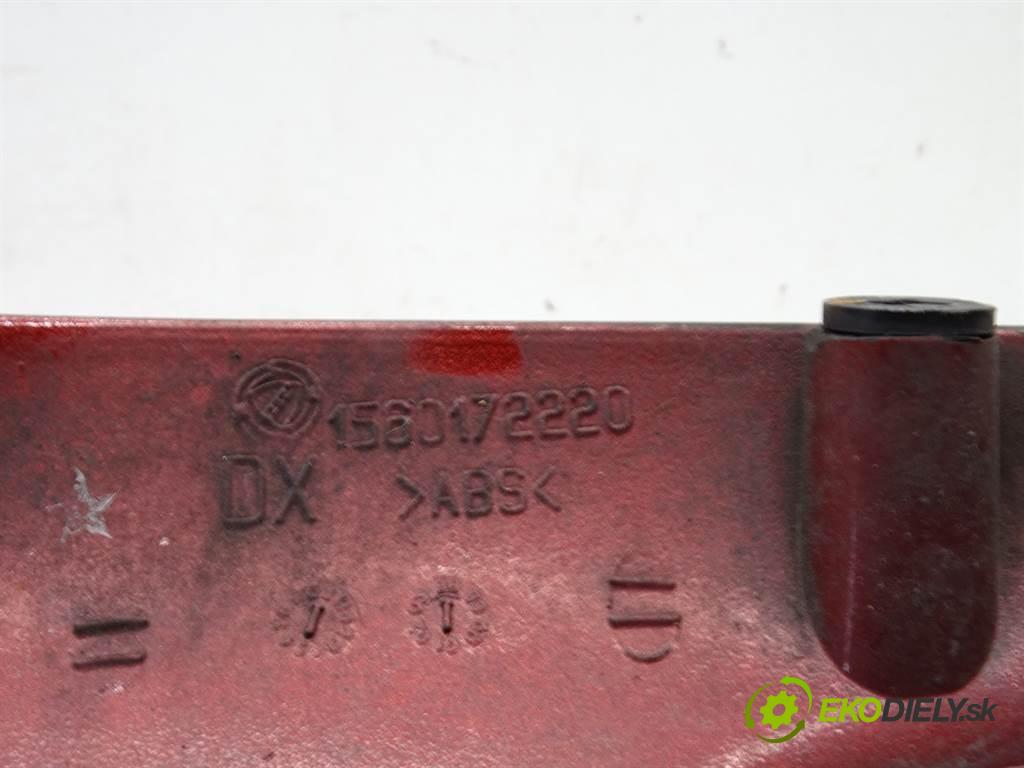 1560172220
DX >ABS<
EKODIELY.sk